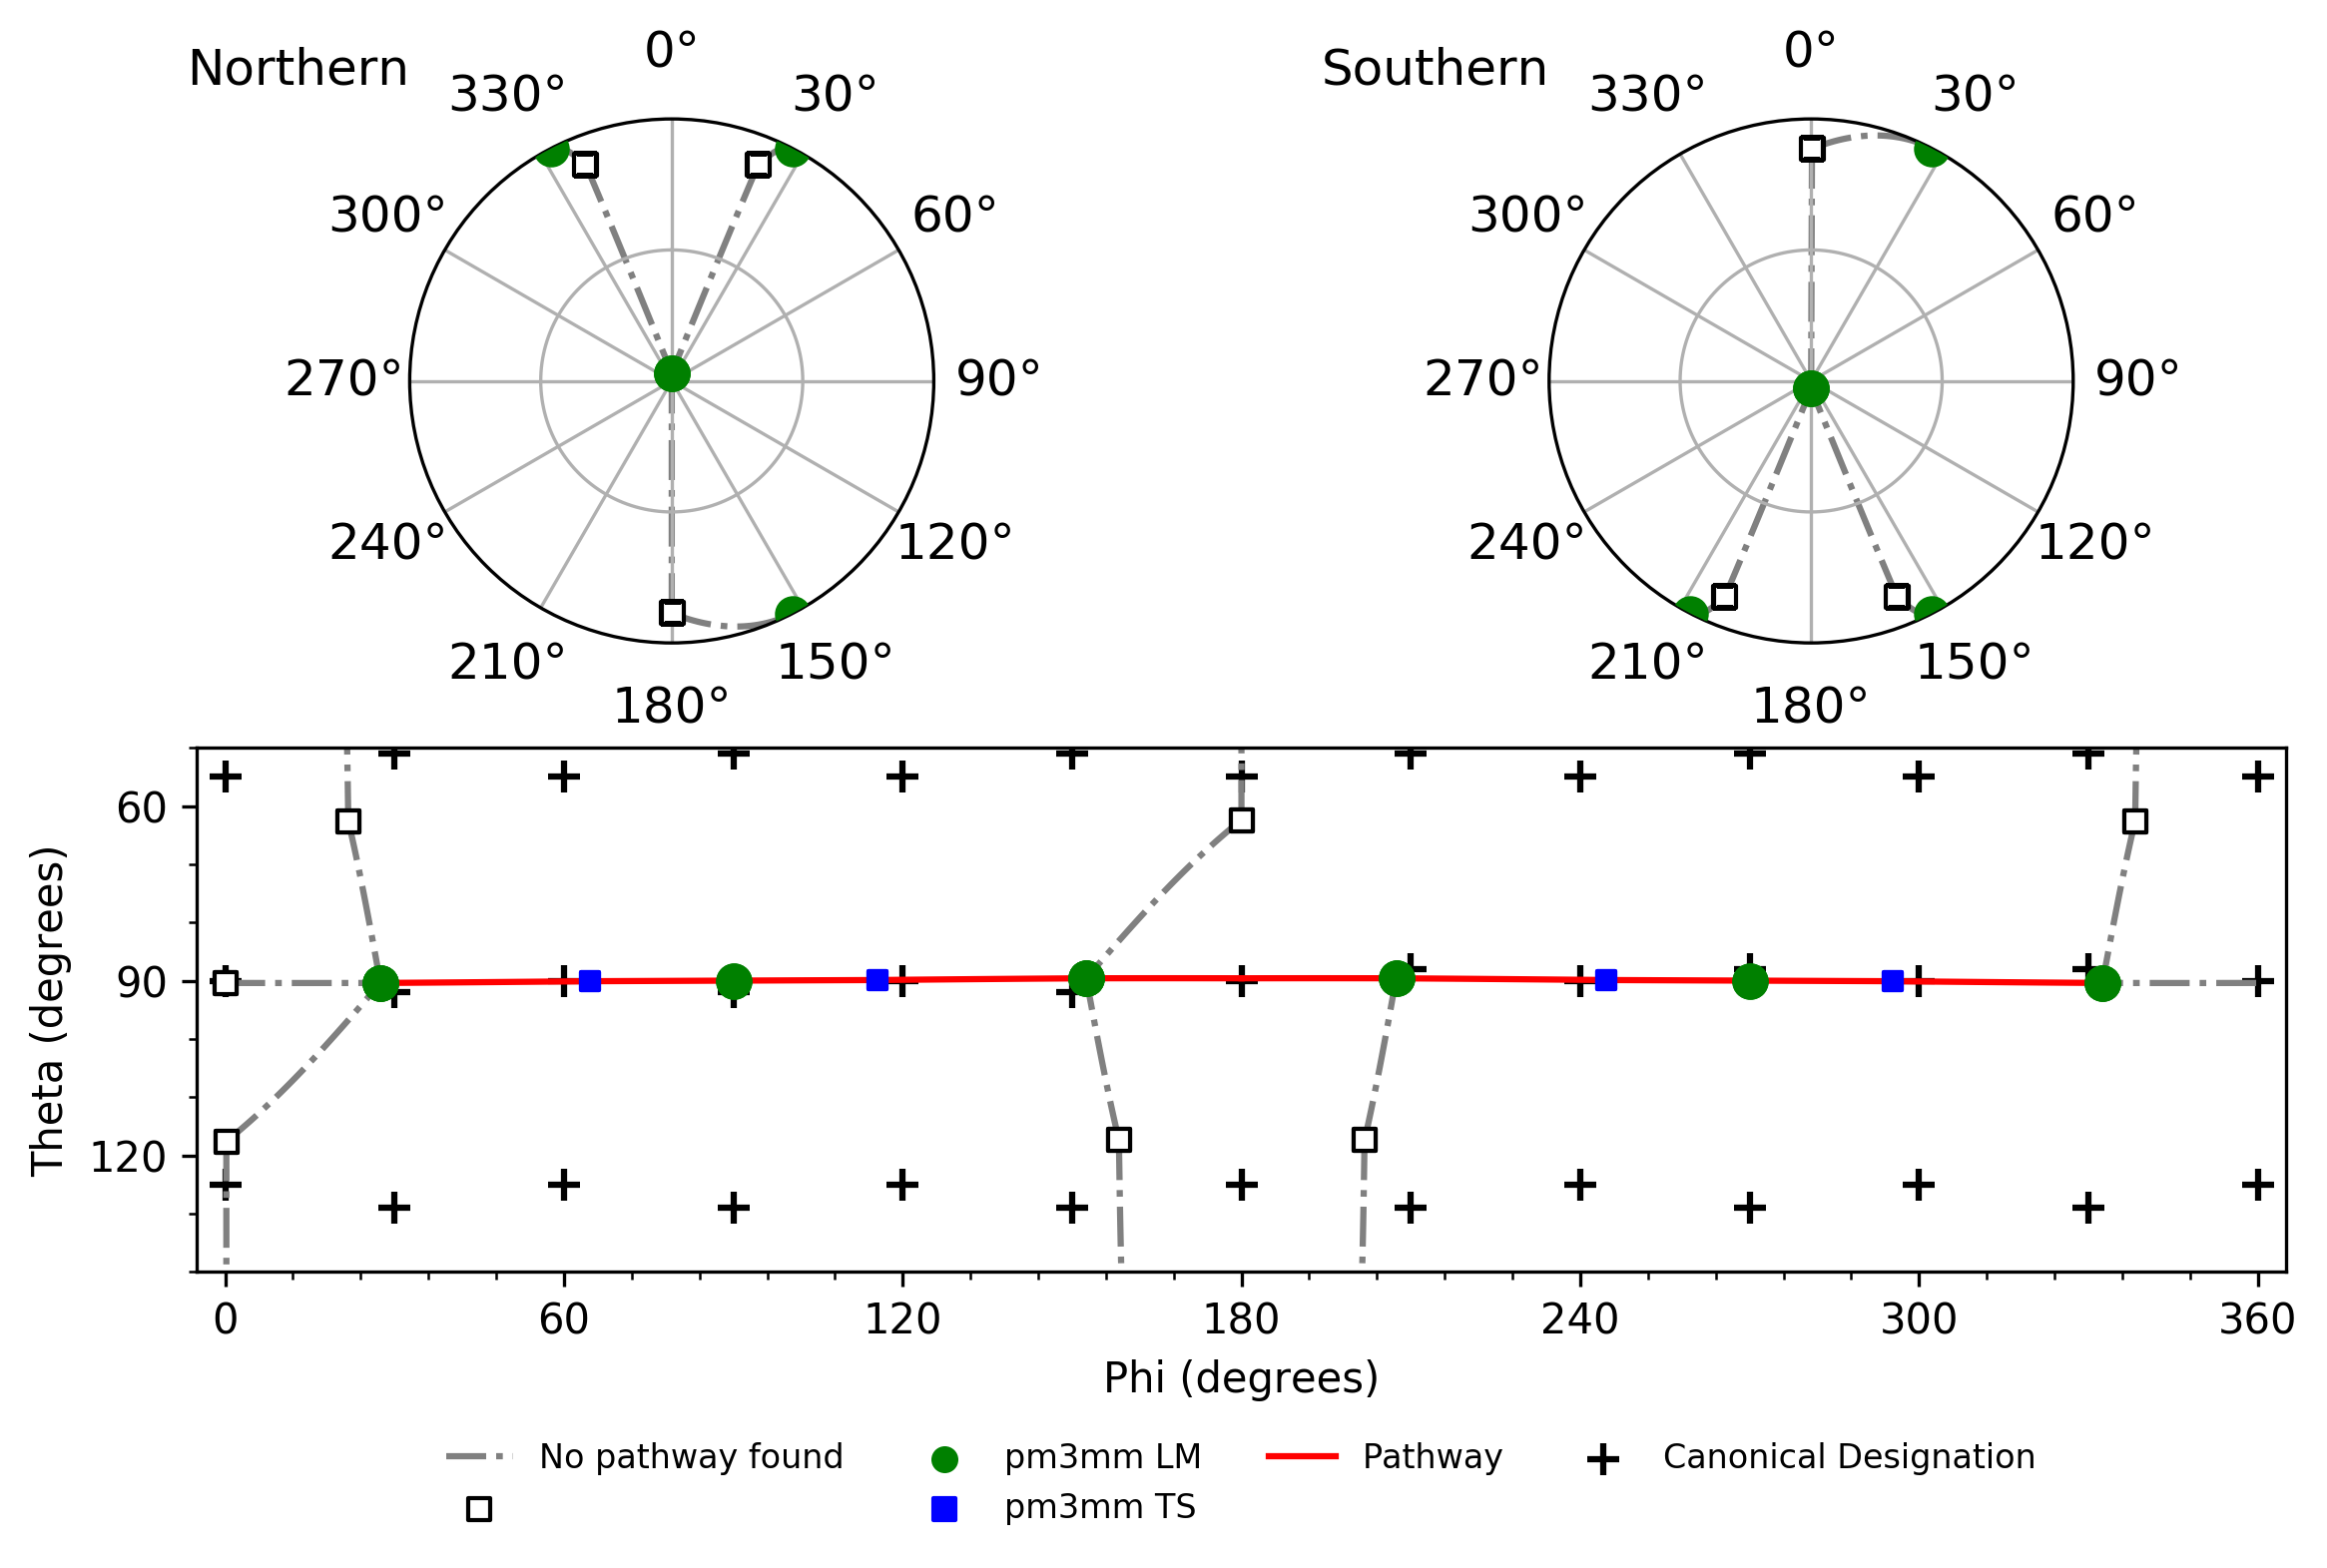 Northern
0°
330°
30°
300°
60°
270°
90°
240°
120°
210°
150°
180°
Southern
0°
330°
30°
300°
60°
270°
90°
240°
120°
210°
150°
180°
Theta (degrees)
60
90
120
0 60 120 180 240 300 360
Phi (degrees)
No pathway found
pm3mm LM
pm3mm TS
Pathway
Canonical Designation